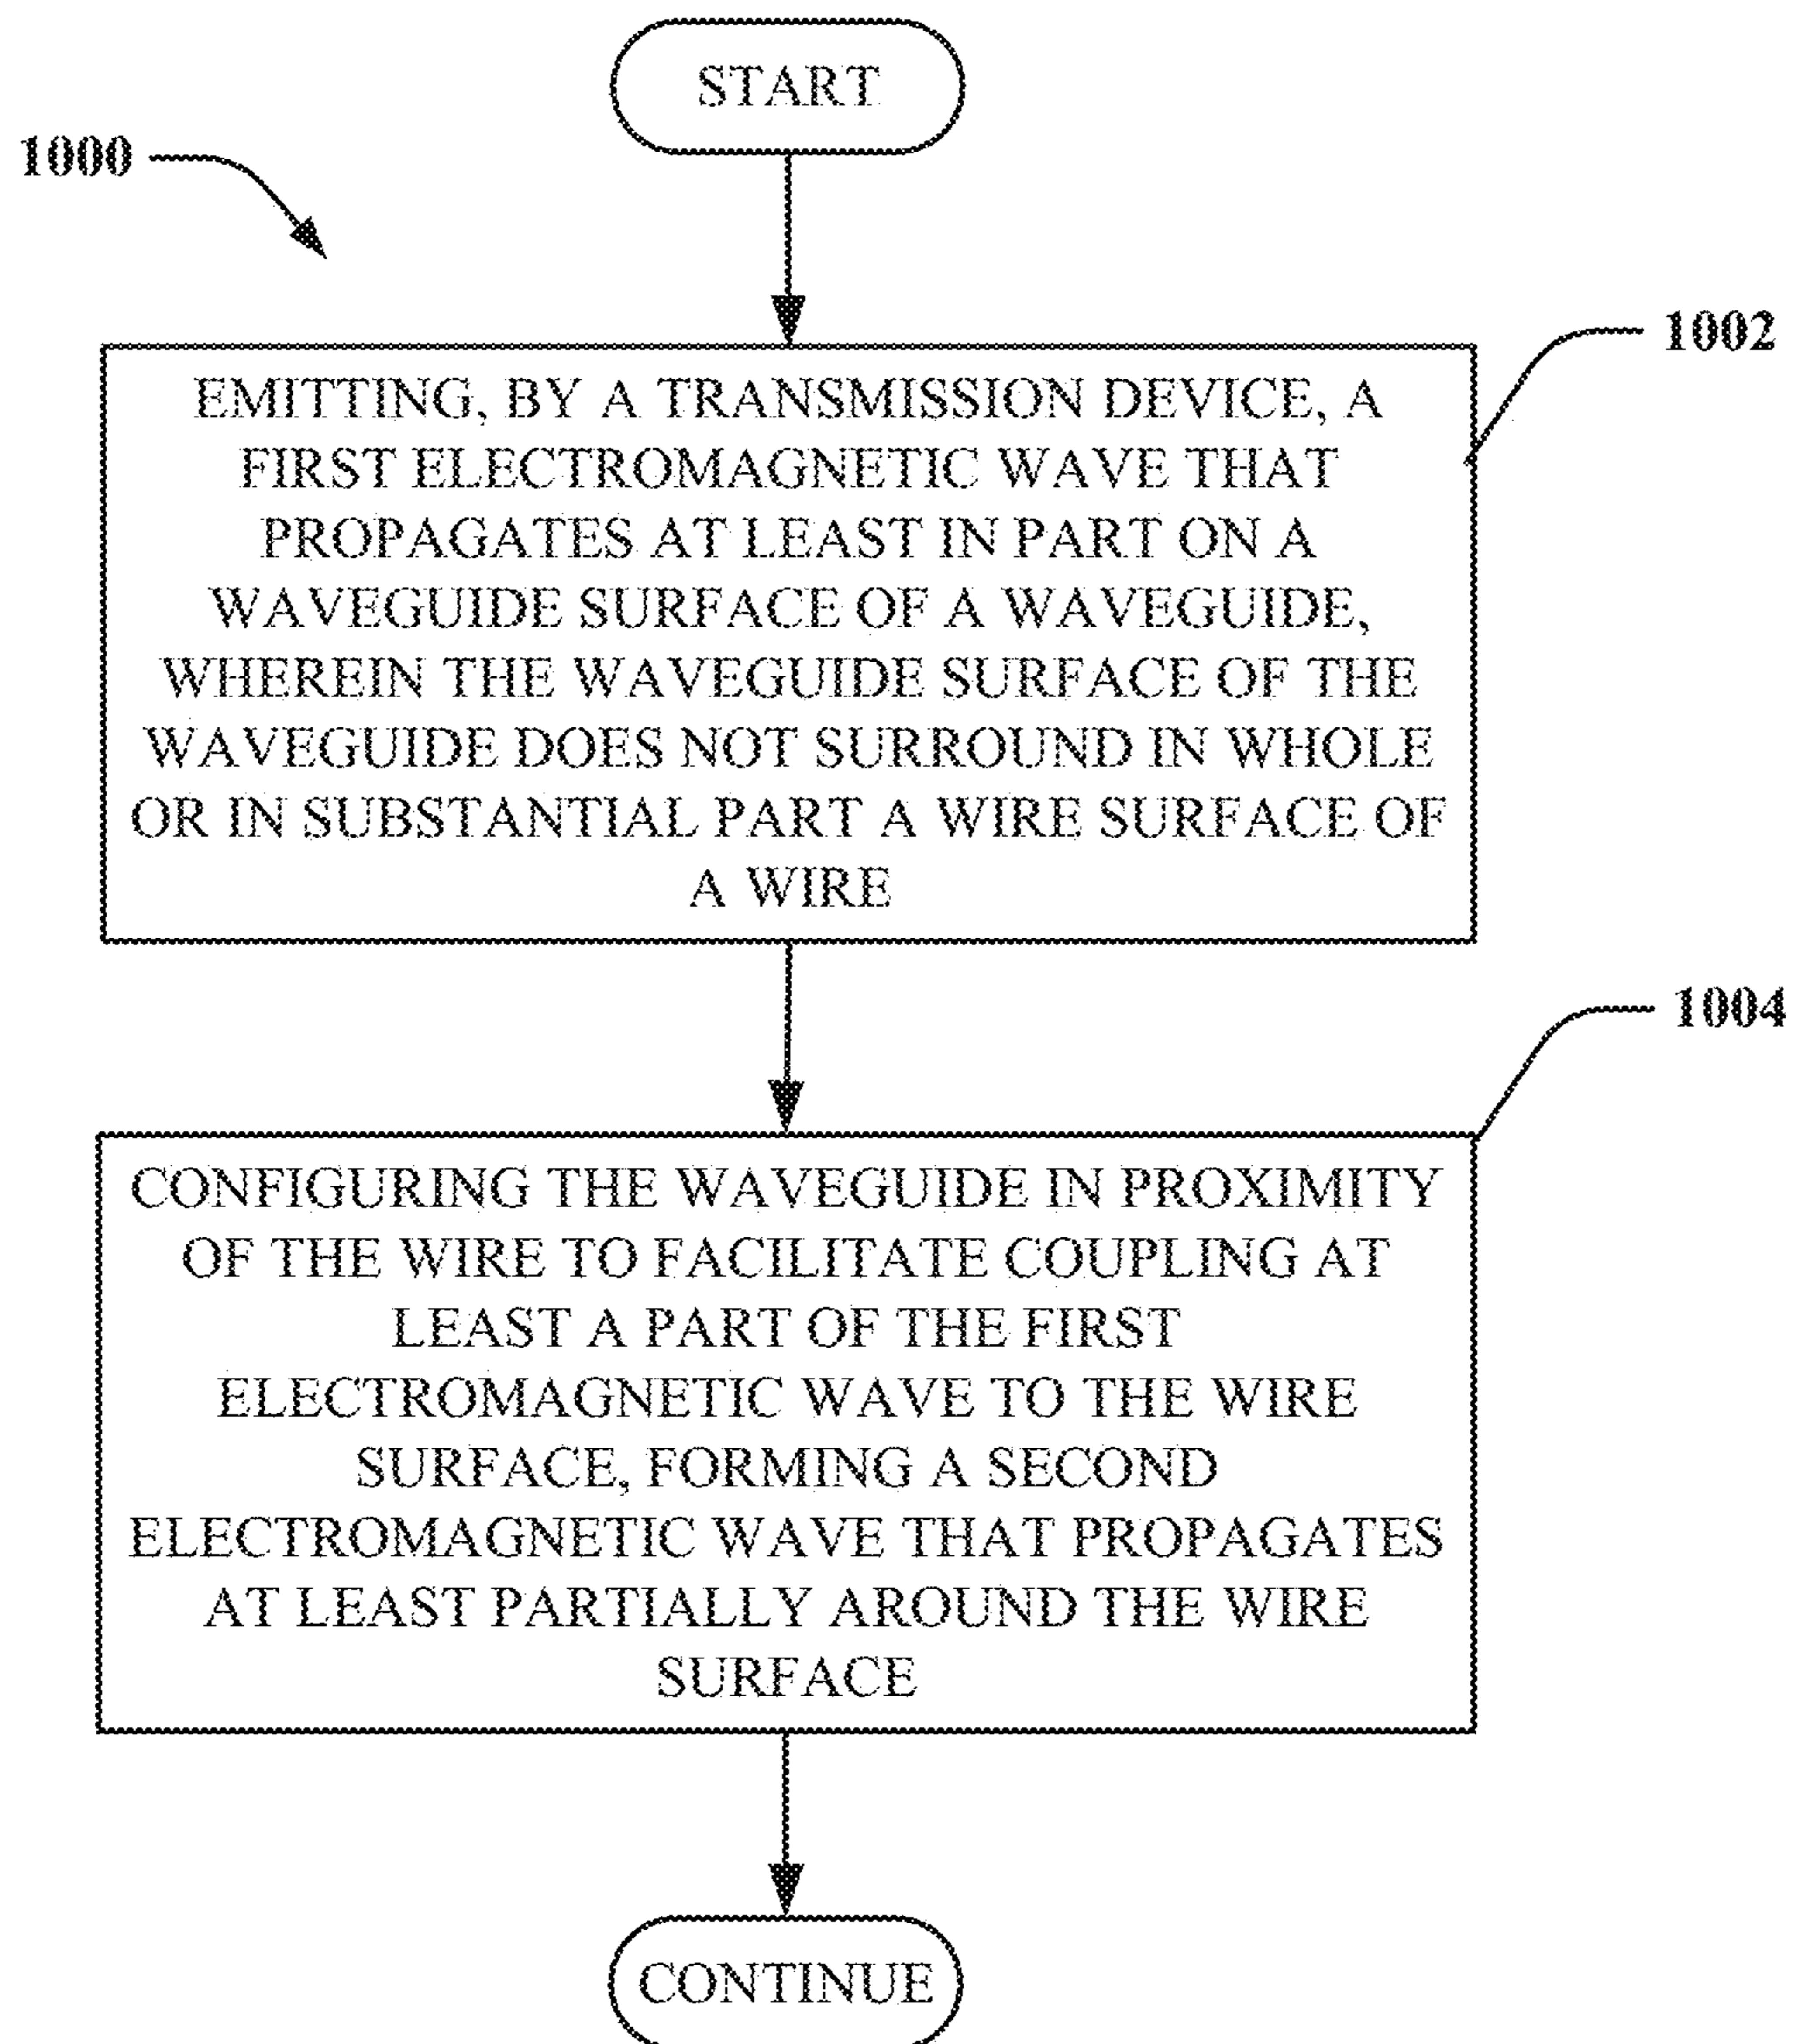 START
1000
1002
EMITTING, BY A TRANSMISSION DEVICE, A
FIRST ELECTROMAGNETIC WAVE THAT
PROPAGATES AT LEAST IN PART ON A
WAVEGUIDE SURFACE OF A WAVEGUIDE,
WHEREIN THE WAVEGUIDE SURFACE OF THE
WAVEGUIDE DOES NOT SURROUND IN WHOLE
OR IN SUBSTANTIAL PART A WIRE SURFACE OF
A WIRE
1004
CONFIGURING THE WAVEGUIDE IN PROXIMITY
OF THE WIRE TO FACILITATE COUPLING AT
LEAST A PART OF THE FIRST
ELECTROMAGNETIC WAVE TO THE WIRE
SURFACE, FORMING A SECOND
ELECTROMAGNETIC WAVE THAT PROPAGATES
AT LEAST PARTIALLY AROUND THE WIRE
SURFACE
CONTINUE